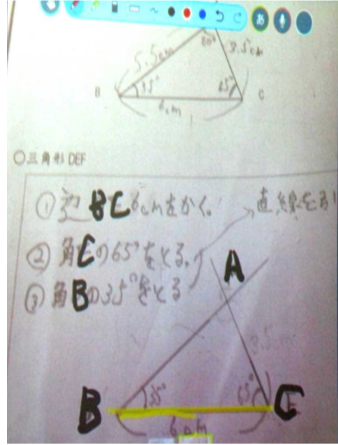 5.5cm
80°
3.5cm
B
35°
65°
C
6cm
○三角形DEF
① 辺BC6cmをかく。
直線をひ
② 角Cの65°をとる。
③ 角Bの35°をとる
A
3.5cm
B
35°
65°
C
6cm